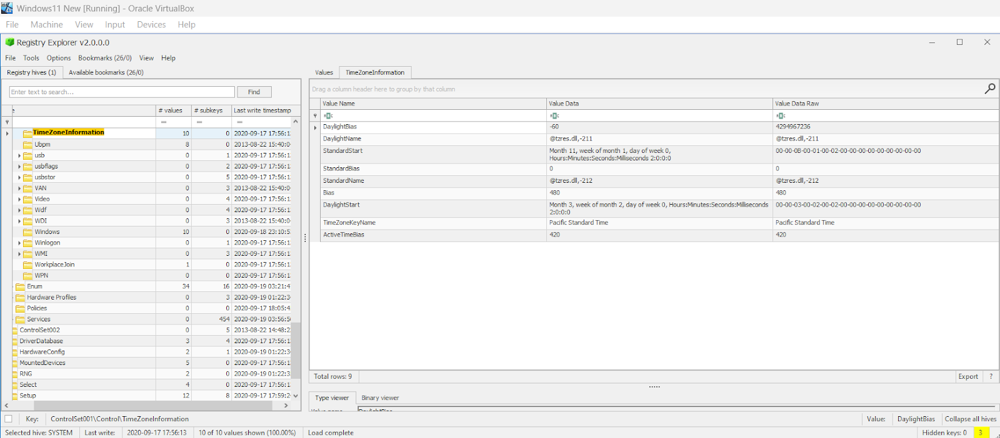 Windows11 New [Running] - Oracle VirtualBox
File Machine View Input Devices Help
Registry Explorer v2.0.0.0
File Tools Options Bookmarks (26/0) View Help
Registry hives (1) Available bookmarks (26/0)
Enter text to search... Find
# values # subkeys Last write timestamp
= = =
TimeZoneInformation 10 0 2020-09-17 17:56:1
Ubpm 8 0 2013-08-22 15:40:0
usb 0 1 2020-09-17 17:56:1
usbflags 0 2 2020-09-17 17:56:1
usbstor 0 5 2020-09-17 17:56:1
VAN 0 3 2013-08-22 15:40:0
Video 0 4 2020-09-17 17:56:1
Wdf 0 4 2020-09-17 17:56:1
WDI 0 3 2013-08-22 15:40:0
Windows 10 0 2020-09-18 23:10:5
Winlogon 0 1 2020-09-17 17:56:1
WMI 0 3 2020-09-17 17:56:1
WorkplaceJoin 1 0 2020-09-17 17:56:1
WPN 0 0 2020-09-17 17:56:1
Enum 34 16 2020-09-19 03:21:4
Hardware Profiles 0 3 2020-09-19 01:22:3
Policies 0 0 2020-09-17 18:05:4
Services 0 454 2020-09-19 03:56:5
ControlSet002 0 5 2013-08-22 14:48:2
DriverDatabase 3 4 2020-09-17 17:56:1
HardwareConfig 2 1 2020-09-19 01:22:3
MountedDevices 5 0 2020-09-17 17:56:1
RNG 2 0 2020-09-19 01:22:3
Select 4 0 2020-09-17 17:56:1
Setup 12 8 2020-09-17 17:59:2
Values TimeZoneInformation
Drag a column header here to group by that column
Value Name Value Data Value Data Raw
aBc aBc aBc
DaylightBias -60 4294967236
DaylightName @tzres.dll,-211 @tzres.dll,-211
StandardStart Month 11, week of month 1, day of week 0, 00-00-0B-00-01-00-02-00-00-00-00-00-00-00-00-00
Hours:Minutes:Seconds:Milliseconds 2:0:0:0
StandardBias 0 0
StandardName @tzres.dll,-212 @tzres.dll,-212
Bias 480 480
DaylightStart Month 3, week of month 2, day of week 0, Hours:Minutes:Seconds:Milliseconds 00-00-03-00-02-00-02-00-00-00-00-00-00-00-00-00
2:0:0:0
TimeZoneKeyName Pacific Standard Time Pacific Standard Time
ActiveTimeBias 420 420
Total rows: 9 Export ?
Type viewer Binary viewer
Value name DaylightBias
Key: ControlSet001\Control\TimeZoneInformation Value: DaylightBias Collapse all hives
Selected hive: SYSTEM Last write: 2020-09-17 17:56:13 10 of 10 values shown (100.00%) Load complete Hidden keys: 0 3